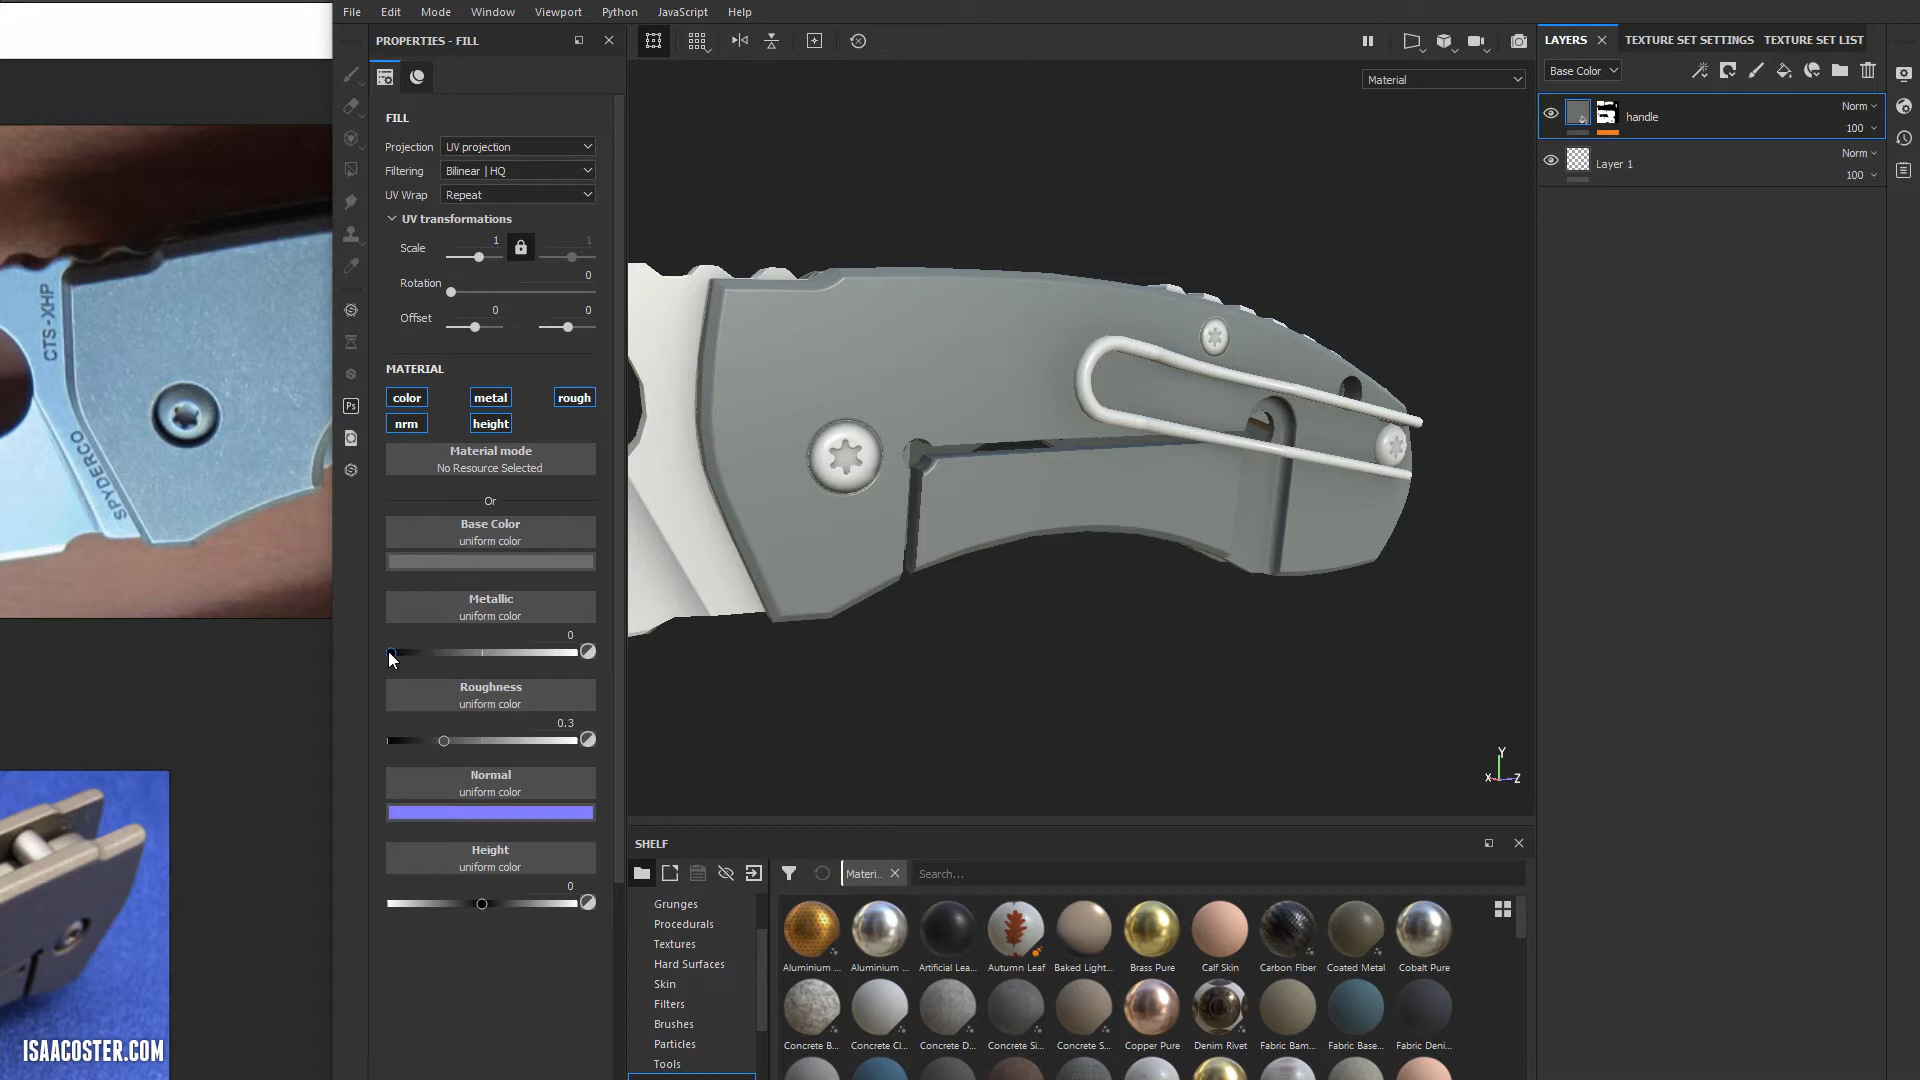 File Edit Mode Window Viewport Python JavaScript Help
PROPERTIES - FILL
FILL
Projection UV projection
Filtering Bilinear | HQ
UV Wrap Repeat
UV transformations
Scale 1 1
Rotation 0
Offset 0 0
MATERIAL
color metal rough
nrm height
Material mode
No Resource Selected
Or
Base Color
uniform color
Metallic
uniform color
0
Roughness
uniform color
0.3
Normal
uniform color
Height
uniform color
0
CTS-XHP
SPYDERCO
ISAACOSTER.COM
Ps
Material
Y
X Z
LAYERS TEXTURE SET SETTINGS TEXTURE SET LIST
Base Color
handle Norm
100
Layer 1 Norm
100
SHELF
Materi... Search...
Grunges
Procedurals
Textures
Hard Surfaces
Skin
Filters
Brushes
Particles
Tools
Aluminium ... Aluminium ... Artificial Lea... Autumn Leaf Baked Light... Brass Pure Calf Skin Carbon Fiber Coated Metal Cobalt Pure
Concrete B... Concrete Cl... Concrete D... Concrete Si... Concrete S... Copper Pure Denim Rivet Fabric Bam... Fabric Base... Fabric Deni...